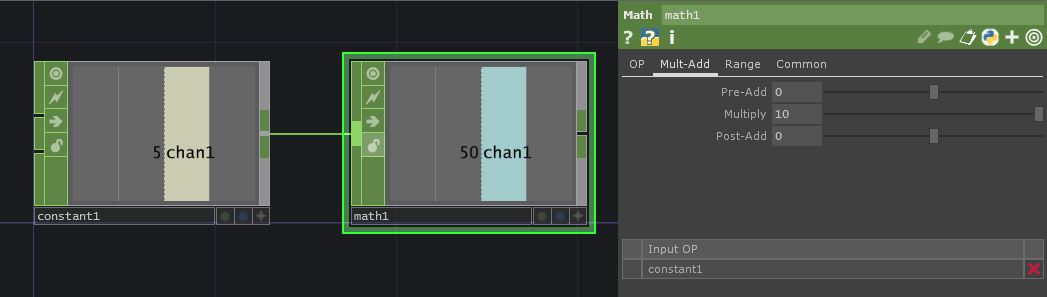 5 chan1
constant1
50 chan1
math1
Math math1
? ? i
OP Mult-Add Range Common
Pre-Add 0
Multiply 10
Post-Add 0
Input OP
constant1